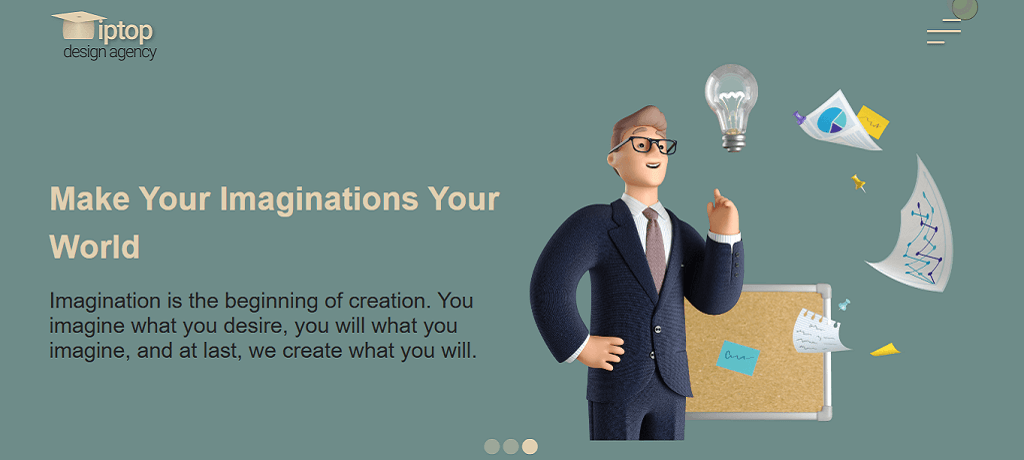 iptop
design agency
Make Your Imaginations Your
World
Imagination is the beginning of creation. You
imagine what you desire, you will what you
imagine, and at last, we create what you will.